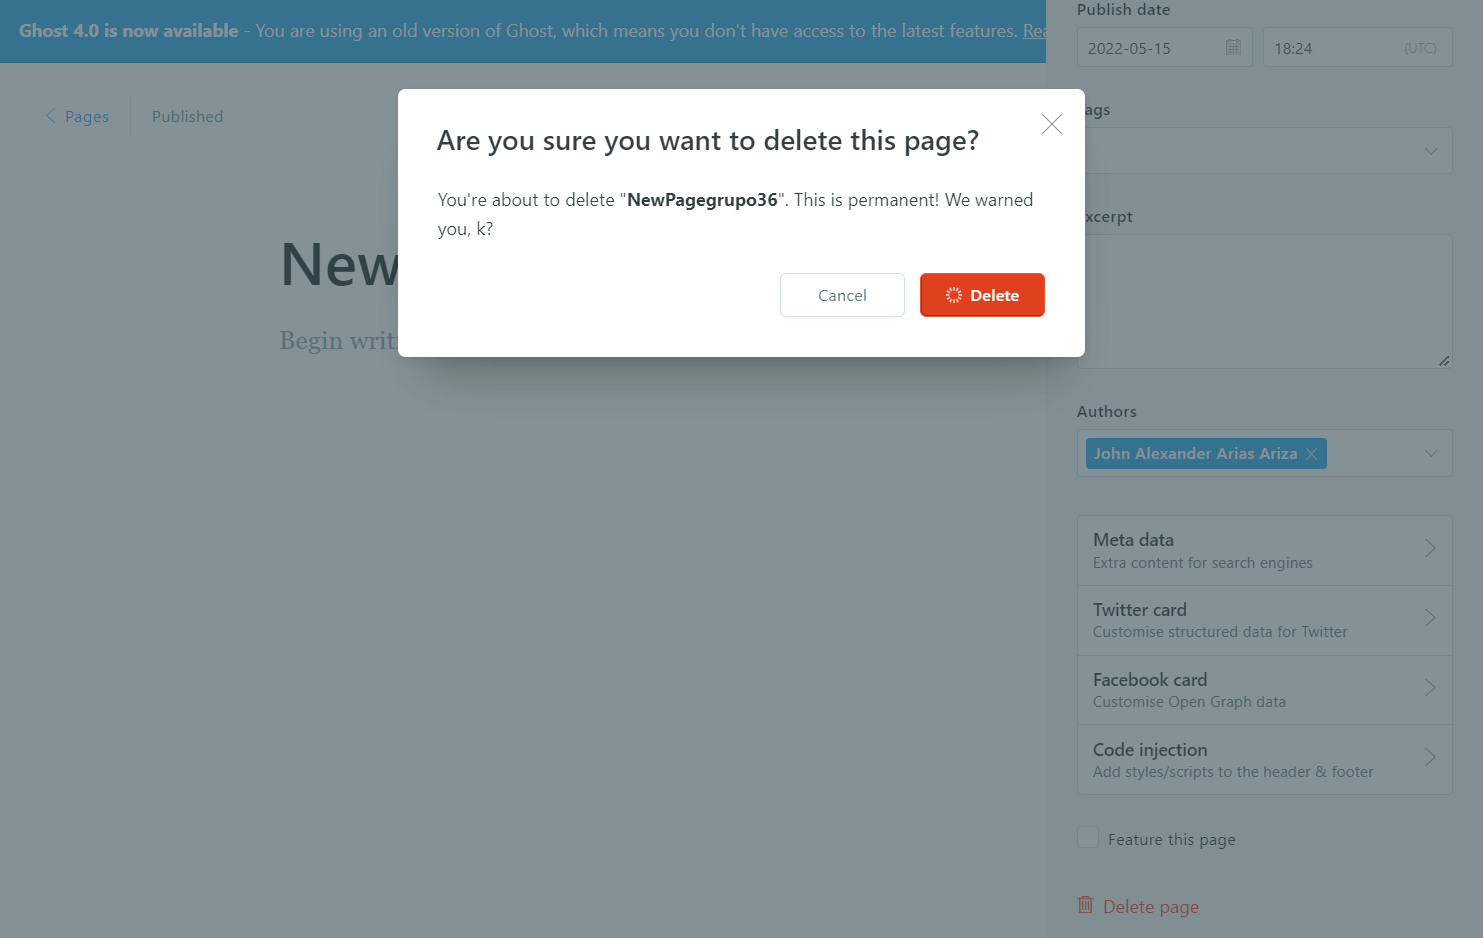 Ghost 4.0 is now available - You are using an old version of Ghost, which means you don't have access to the latest features.
Publish date
2022-05-15
18:24
(UTC)
Pages
Published
Are you sure you want to delete this page?
You're about to delete "NewPagegrupo36". This is permanent! We warned
you, k?
Cancel
Delete
New
Begin
Authors
John Alexander Arias Ariza
Meta data
Extra content for search engines
Twitter card
Customise structured data for Twitter
Facebook card
Customise Open Graph data
Code injection
Add styles/scripts to the header & footer
Feature this page
Delete page